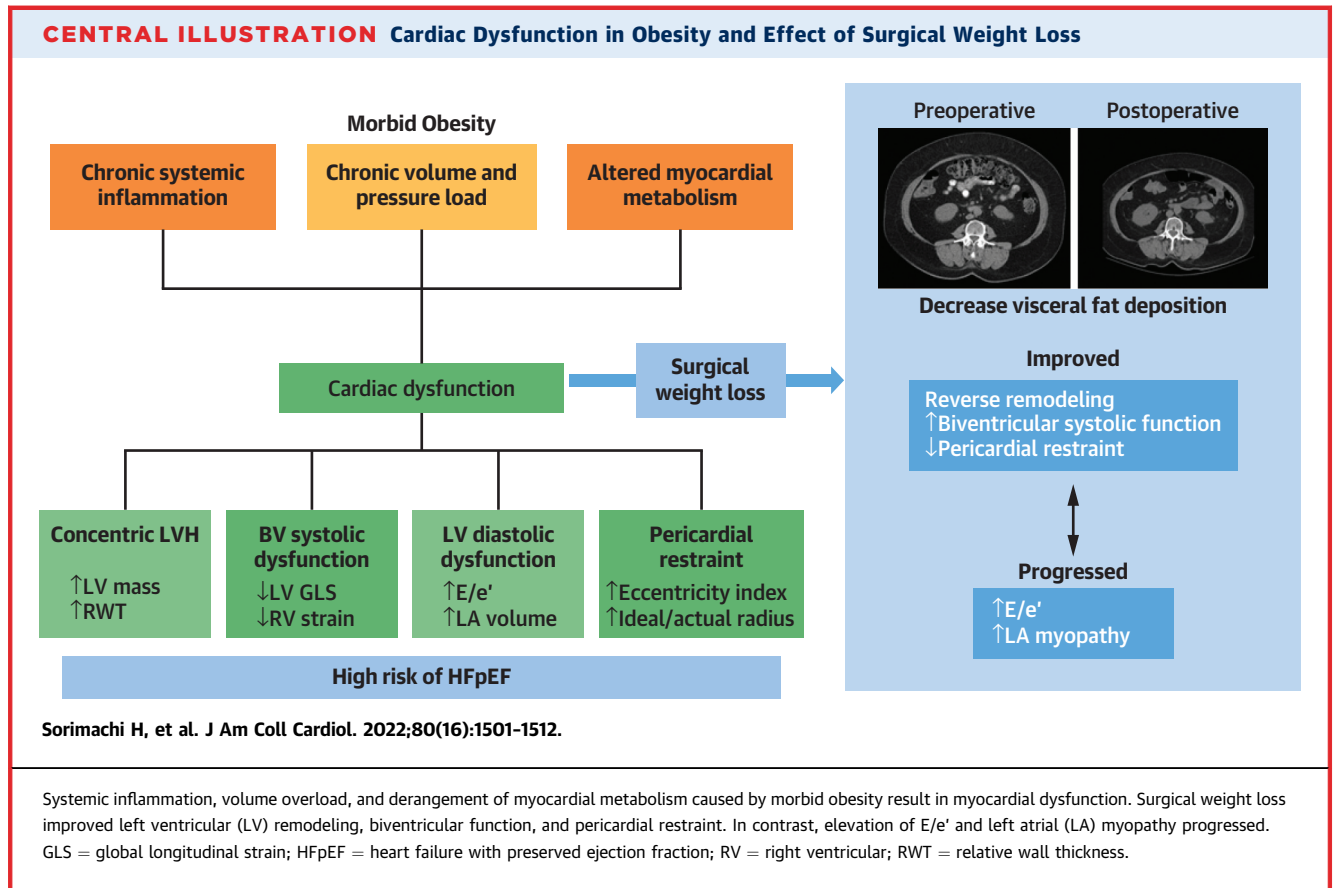 CENTRAL ILLUSTRATION Cardiac Dysfunction in Obesity and Effect of Surgical Weight Loss
Morbid Obesity
Chronic systemic
inflammation
Chronic volume and
pressure load
Altered myocardial
metabolism
Cardiac dysfunction
Surgical
weight loss
Concentric LVH
↑LV mass
↑RWT
BV systolic
dysfunction
↓LV GLS
↓RV strain
LV diastolic
dysfunction
↑E/e′
↑LA volume
Pericardial
restraint
↑Eccentricity index
↑Ideal/actual radius
High risk of HFpEF
Preoperative
Postoperative
Decrease visceral fat deposition
Improved
Reverse remodeling
↑Biventricular systolic function
↓Pericardial restraint
Progressed
↑E/e′
↑LA myopathy
Sorimachi H, et al. J Am Coll Cardiol. 2022;80(16):1501–1512.
Systemic inflammation, volume overload, and derangement of myocardial metabolism caused by morbid obesity result in myocardial dysfunction. Surgical weight loss
improved left ventricular (LV) remodeling, biventricular function, and pericardial restraint. In contrast, elevation of E/e′ and left atrial (LA) myopathy progressed.
GLS = global longitudinal strain; HFpEF = heart failure with preserved ejection fraction; RV = right ventricular; RWT = relative wall thickness.